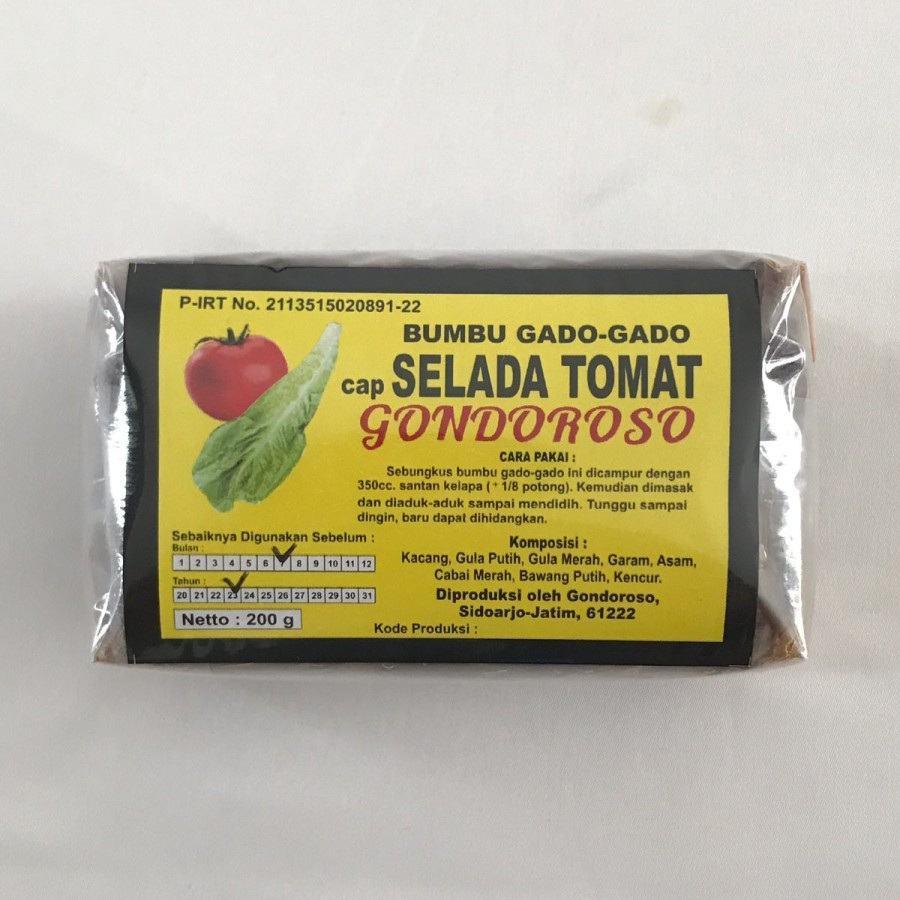 P-IRT No. 2113515020891-22
BUMBU GADO-GADO
cap SELADA TOMAT
GONDOROSO
CARA PAKAI :
Sebungkus bumbu gado-gado ini dicampur dengan
350cc. santan kelapa (+ 1/8 potong). Kemudian dimasak
dan diaduk-aduk sampai mendidih. Tunggu sampai
dingin, baru dapat dihidangkan.
Sebaiknya Digunakan Sebelum :
Bulan :
1 2 3 4 5 6 8 9 10 11 12
Tahun :
20 21 22 23 24 25 26 27 28 29 30 31
Netto : 200 g
Komposisi :
Kacang, Gula Putih, Gula Merah, Garam, Asam,
Cabai Merah, Bawang Putih, Kencur.
Diproduksi oleh Gondoroso,
Sidoarjo-Jatim, 61222
Kode Produksi :